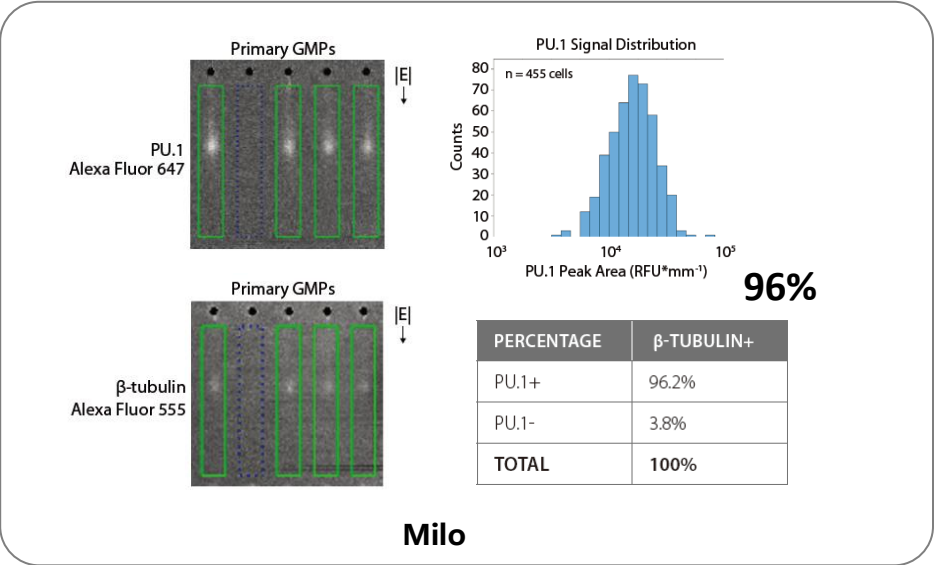 Primary GMPs
|E|
PU.1
Alexa Fluor 647
PU.1 Signal Distribution
n = 455 cells
Counts
80
70
60
50
40
30
20
10
0
10³ 10⁴ 10⁵
PU.1 Peak Area (RFU*mm⁻¹)
96%
Primary GMPs
|E|
β-tubulin
Alexa Fluor 555
PERCENTAGE β-TUBULIN+
PU.1+ 96.2%
PU.1- 3.8%
TOTAL 100%
Milo